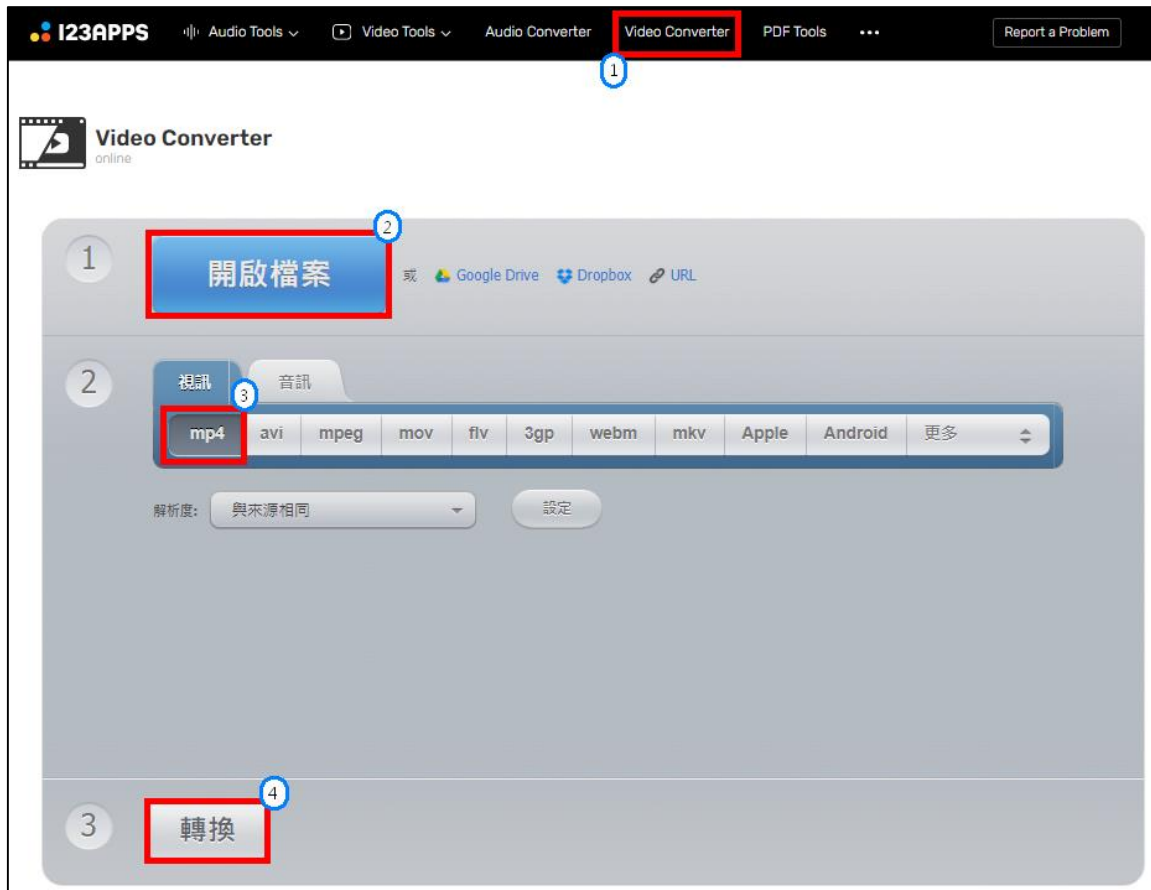 123APPS Audio Tools Video Tools Audio Converter Video Converter PDF Tools ••• Report a Problem
1
Video Converter
online
2
1 開啟檔案 或 Google Drive Dropbox URL
2 視訊 音訊
3
mp4 avi mpeg mov flv 3gp webm mkv Apple Android 更多
解析度: 與來源相同 設定
4
3 轉換